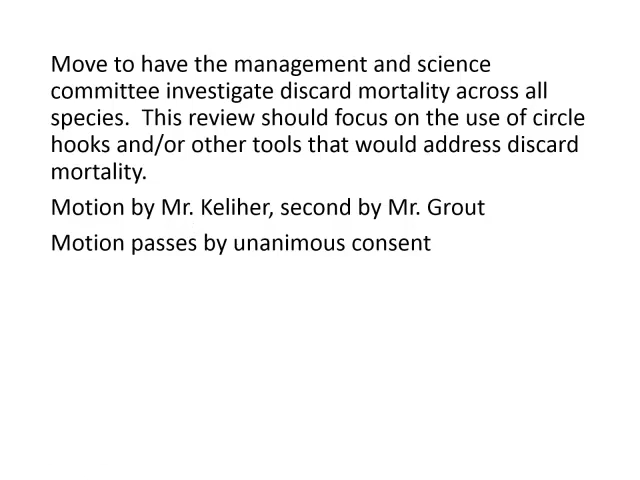 Move to have the management and science
committee investigate discard mortality across all
species.  This review should focus on the use of circle
hooks and/or other tools that would address discard
mortality.
Motion by Mr. Keliher, second by Mr. Grout
Motion passes by unanimous consent